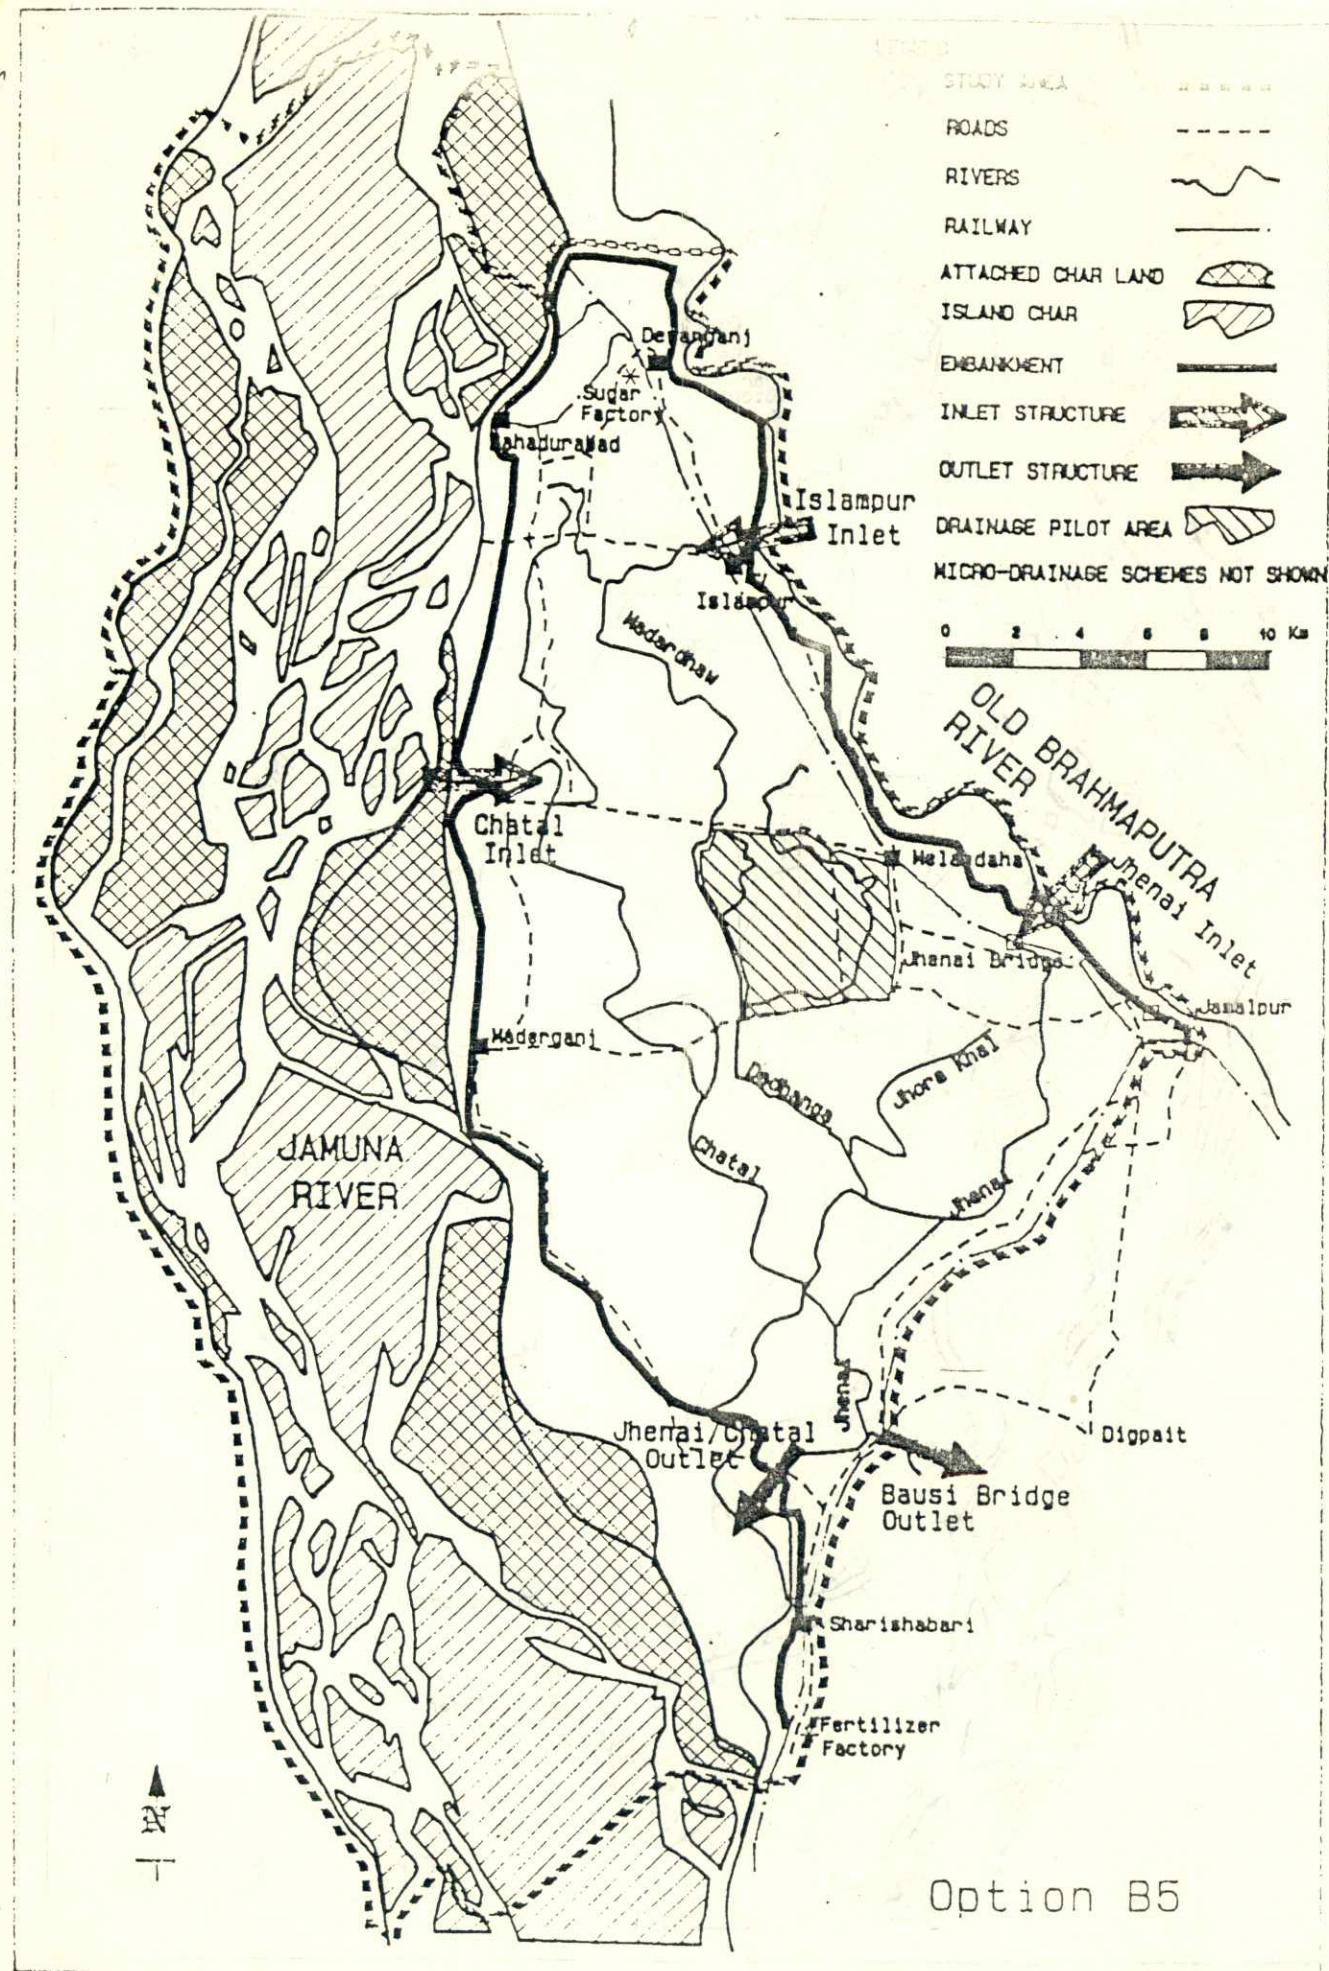 LEGEND
STUDY AREA
ROADS
RIVERS
RAILWAY
ATTACHED CHAR LAND
ISLAND CHAR
EMBANKMENT
INLET STRUCTURE
OUTLET STRUCTURE
DRAINAGE PILOT AREA
MICRO-DRAINAGE SCHEMES NOT SHOWN
0 2 4 6 8 10 Km
Dewanganj
Sugar
Factory
Bahadurabad
Islampur
Inlet
Islampur
Madardhaw
OLD BRAHMAPUTRA
RIVER
Chatal
Inlet
Melandaha
Jhenai Inlet
Jhenai Bridge
Jamalpur
Madarganj
Dadbhanga
Jhora Khal
Chatal
Jhenai
JAMUNA
RIVER
Jhenai
Jhenai/Chatal
Outlet
Digpait
Bausi Bridge
Outlet
Sharishabari
Fertilizer
Factory
N
Option B5